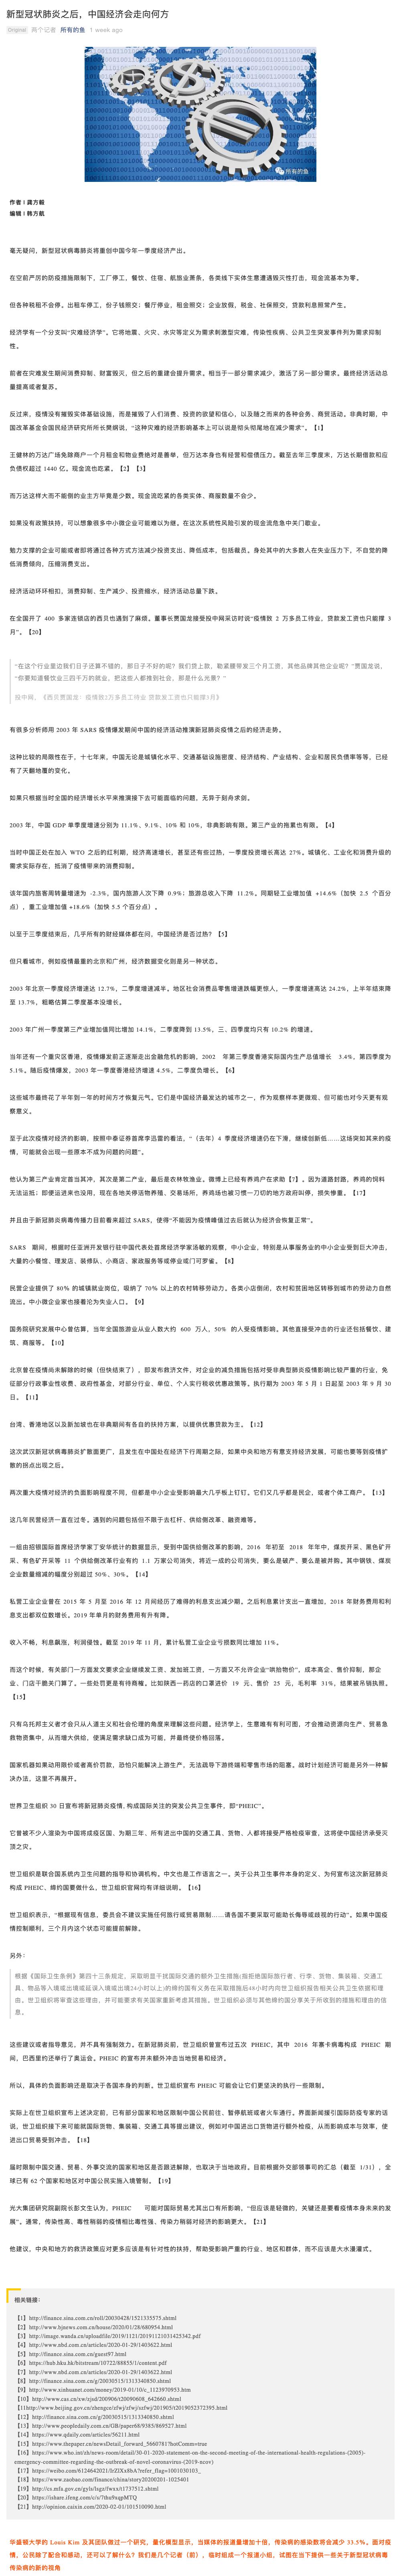 新型冠状肺炎之后，中国经济会走向何方
Original 两个记者 所有的鱼 1 week ago
所有的鱼
作者 I 龚方毅
编辑 I 韩方航
毫无疑问，新型冠状病毒肺炎将重创中国今年一季度经济产出。
在空前严厉的防疫措施限制下，工厂停工，餐饮、住宿、航旅业萧条，各类线下实体生意遭遇毁灭性打击，现金流基本为零。
但各种税租不会停。出租车停工，份子钱照交；餐厅停业，租金照交；企业放假，税金、社保照交，贷款利息照常产生。
经济学有一个分支叫“灾难经济学”。它将地震、火灾、水灾等定义为需求刺激型灾难，传染性疾病、公共卫生突发事件列为需求抑制
性。
前者在灾难发生期间消费抑制、财富毁灭，但之后的重建会提升需求。相当于一部分需求减少，激活了另一部分需求。最终经济活动总
量提高或者复苏。
反过来，疫情没有摧毁实体基础设施，而是摧毁了人们消费、投资的欲望和信心，以及随之而来的各种会务、商贸活动。非典时期，中
国改革基金会国民经济研究所所长樊纲说，“这种灾难的经济影响基本上可以说是彻头彻尾地在减少需求”。【1】
王健林的万达广场免除商户一个月租金和物业费绝对是善举，但万达本身也有经营和偿债压力。截至去年三季度末，万达长期借款和应
负债权超过 1440 亿。现金流也吃紧。【2】【3】
而万达这样大而不能倒的业主方毕竟是少数。现金流吃紧的各类实体、商服数量不会少。
如果没有政策扶持，可以想象很多中小微企业可能难以为继。在这次系统性风险引发的现金流危急中关门歇业。
勉力支撑的企业可能或者即将通过各种方式方法减少投资支出、降低成本，包括裁员。身处其中的大多数人在失业压力下，不自觉的降
低消费倾向，压缩消费支出。
经济活动环环相扣，消费抑制、生产减少、投资缩水，经济活动总量下跌。
在全国开了 400 多家连锁店的西贝也遇到了麻烦。董事长贾国龙接受投中网采访时说“疫情致 2 万多员工待业，贷款发工资也只能撑 3
月”。【20】
“在这个行业里边我们日子还算不错的，那日子不好的呢？我们贷上款，勒紧腰带发三个月工资，其他品牌其他企业呢？”贾国龙说，
“你要知道餐饮业三四千万的就业，把这些人都推到社会，那是什么光景？”
投中网，《西贝贾国龙：疫情致2万多员工待业 贷款发工资也只能撑3月》
有很多分析师用 2003 年 SARS 疫情爆发期间中国的经济活动推演新冠肺炎疫情之后的经济走势。
这种比较的局限性在于，十七年来，中国无论是城镇化水平、交通基础设施密度、经济结构、产业结构、企业和居民负债率等等，已经
有了天翻地覆的变化。
如果只根据当时全国的经济增长水平来推演接下去可能面临的问题，无异于刻舟求剑。
2003 年，中国 GDP 单季度增速分别为 11.1%、9.1%、10% 和 10%，非典影响有限。第三产业的拖累也有限。【4】
当时中国正处在加入 WTO 之后的红利期，经济高速增长，甚至还有些过热，一季度投资增长高达 27%。城镇化、工业化和消费升级的
需求实际存在，抵消了疫情带来的消费抑制。
该年国内旅客周转量增速为 -2.3%，国内旅游人次下降 0.9%；旅游总收入下降 11.2%。同期轻工业增加值 +14.6%（加快 2.5 个百分
点），重工业增加值 +18.6%（加快 5.5 个百分点）。
以至于三季度结束后，几乎所有的财经媒体都在问，中国经济是否过热？【5】
但只看城市，例如疫情最重的北京和广州，经济数据变化则是另一种状态。
2003 年北京一季度经济增速达 12.7%，二季度增速减半。地区社会消费品零售增速跌幅更惊人，一季度增速高达 24.2%，上半年结束降
至 13.7%，粗略估算二季度基本没增长。
2003 年广州一季度第三产业增加值同比增加 14.1%，二季度降到 13.5%，三、四季度均只有 10.2% 的增速。
当年还有一个重灾区香港，疫情爆发前正逐渐走出金融危机的影响，2002 年第三季度香港实际国内生产总值增长 3.4%，第四季度为
5.1%。随后疫情爆发，2003 年一季度香港经济增速 4.5%，二季度负增长。【6】
这些城市最终花了半年到一年的时间方才恢复元气。它们是中国经济最发达的城市之一，作为观察样本更微观、但可能也对今天更有观
察意义。
至于此次疫情对经济的影响，按照中泰证券首席李迅雷的看法，“（去年）4 季度经济增速仍在下滑，继续创新低……这场突如其来的疫
情，可能就会出现一些原本不成为问题的问题”。
他认为第三产业肯定首当其冲，其次是第二产业，最后是农林牧渔业。微博上已经有养鸡户在求助【7】。因为道路封路，养鸡的饲料
无法运抵；即便运进来也没用，现在各地关停活物养殖、交易场所，养鸡场也被习惯一刀切的地方政府叫停，损失惨重。【17】
并且由于新冠肺炎病毒传播力目前看来超过 SARS，使得“不能因为疫情峰值过去后就认为经济会恢复正常”。
SARS 期间，根据时任亚洲开发银行驻中国代表处首席经济学家汤敏的观察，中小企业，特别是从事服务业的中小企业受到巨大冲击，
大量的小餐馆、理发店、装修队、小商店、家政服务等或停业或门可罗雀。【8】
民营企业提供了 80% 的城镇就业岗位，吸纳了 70% 以上的农村转移劳动力。各类小店倒闭，农村和贫困地区转移到城市的劳动力自然
流出。中小微企业家也接着沦为失业人口。【9】
国务院研究发展中心曾估算，当年全国旅游业从业人数大约 600 万人，50% 的人受疫情影响。其他直接受冲击的行业还包括餐饮、建
筑、商服等。【10】
北京曾在疫情尚未解除的时候（但快结束了），即发布救济文件，对企业的减负措施包括对受非典型肺炎疫情影响比较严重的行业，免
征部分行政事业性收费、政府性基金，对部分行业、单位、个人实行税收优惠政策等。执行期为 2003 年 5 月 1 日起至 2003 年 9 月 30
日。【11】
台湾、香港地区以及新加坡也在非典期间有各自的扶持方案，以提供优惠贷款为主。【12】
这次武汉新冠状病毒肺炎扩散面更广，且发生在中国处在经济下行周期之际，如果中央和地方有意支持经济发展，可能也要等到疫情扩
散的拐点出现之后。
两次重大疫情对经济的负面影响程度不同，但都是中小企业受影响最大几乎板上钉钉。它们又几乎都是民企，或者个体工商户。【13】
这几年民营经济一直在过冬。遇到的问题包括但不限于去杠杆、供给侧改革、融资难等。
一组由招银国际首席经济学家丁安华统计的数据显示，受到中国供给侧改革的影响，2016 年初至 2018 年年中，煤炭开采、黑色矿开
采、有色矿开采等 11 个供给侧改革行业有约 1.1 万家公司消失，将近一成的公司消失，要么是破产、要么是被并购。其中钢铁、煤炭
企业数量缩减的幅度分别超过 50%、30%。【14】
私营工业企业曾在 2015 年 5 月至 2016 年 12 月间经历了难得的利息支出减少期。之后利息累计支出一直增加，2018 年财务费用和利
息支出都双位数增长。2019 年单月的财务费用有升有降。
收入不畅，利息飙涨，利润侵蚀。截至 2019 年 11 月，累计私营工业企业亏损数同比增加 11%。
而这个时候，有关部门一方面发文要求企业继续发工资、发加班工资，一方面又不允许企业“哄抬物价”，成本高企、售价抑制，那企
业、门店干脆关门算了。一些处罚更是有待商榷。比如陕西一药店的口罩进价 19 元、售价 25 元，毛利率 31%，结果被吊销执照。
【15】
只有乌托邦主义者才会只从人道主义和社会伦理的角度来理解这些问题。经济学上，生意唯有有利可图，才会推动资源向生产、贸易急
救物资集中，从而增大供给，使满足需求缺口成为可能，并最终使价格回落。
国家机器如果动用限价或者高价罚款，恐怕只能解决上游生产，无法疏导下游终端和零售市场的阻塞。战时计划经济可能是另外一种解
决办法，这里不再展开。
世界卫生组织 30 日宣布将新冠肺炎疫情，构成国际关注的突发公共卫生事件，即“PHEIC”。
它曾被不少人渲染为中国将成疫区国、为期三年、所有进出中国的交通工具、货物、人都将接受严格检疫审查，这将使中国经济承受灭
顶之灾。
世卫组织是联合国系统内卫生问题的指导和协调机构。中文也是工作语言之一。关于公共卫生事件本身的定义、为何宣布这次新冠肺炎
构成 PHEIC、缔约国要做什么，世卫组织官网均有详细说明。【16】
世卫组织表示，“根据现有信息，委员会不建议实施任何旅行或贸易限制……请各国不要采取可能助长侮辱或歧视的行动”。如果中国疫
情控制顺利，三个月内这个状态可能提前解除。
另外：
根据《国际卫生条例》第四十三条规定，采取明显干扰国际交通的额外卫生措施(指拒绝国际旅行者、行李、货物、集装箱、交通工
具、物品等入境或出境或延误入境或出境24小时以上)的缔约国有义务在采取措施后48小时内向世卫组织报告相关公共卫生依据和理
由。世卫组织将审查这些理由，并可能要求有关国家重新考虑其措施。世卫组织必须与其他缔约国分享关于所收到的措施和理由的信
息。
这些建议或者指导意见，并不具有强制效力。在新冠肺炎前，世卫组织曾宣布过五次 PHEIC，其中 2016 年寨卡病毒构成 PHEIC 期
间，巴西里约还举行了奥运会。PHEIC 的宣布并未额外冲击当地贸易和经济。
所以，具体的负面影响还是取决于各国本身的判断。世卫组织宣布 PHEIC 可能会让它们更坚决的执行一些限制。
实际上在世卫组织宣布上述决定前，已有部分国家和地区限制中国公民前往、暂停航班或者火车通行。界面新闻援引国际防疫专家的话
说，世卫组织接下来可能就国际货物、集装箱、交通工具等提出建议，例如对中国进出口货物进行额外检疫，从而影响成本与效率，使
进出口贸易受到冲击。【18】
届时限制中国交通、贸易、外事交流的国家和地区是否跟进解除，也取决于当地政府。目前根据外交部领事司的汇总（截至 1/31），全球
已有 62 个国家和地区对中国公民实施入境管制。【19】
光大集团研究院副院长彭文生认为，PHEIC 可能对国际贸易尤其出口有所影响，“但应该是轻微的，关键还是要看疫情本身未来的发
展”。通常，传染性高、毒性稍弱的疫情相比毒性强、传染力稍弱对经济的影响更大。【21】
他建议，中央和地方的救济政策应对更多应该是有针对性的扶持，帮助受影响严重的行业、地区和群体，而不应该是大水漫灌式。
相关链接：
【1】http://finance.sina.com.cn/roll/20030428/1521335575.shtml
【2】http://www.bjnews.com.cn/house/2020/01/28/680954.html
【3】http://image.wanda.cn/uploadfile/2019/1121/20191121031425342.pdf
【4】http://www.nbd.com.cn/articles/2020-01-29/1403622.html
【5】http://finance.sina.com.cn/guest97.html
【6】https://hub.hku.hk/bitstream/10722/88855/1/content.pdf
【7】http://www.nbd.com.cn/articles/2020-01-29/1403622.html
【8】http://finance.sina.com.cn/g/20030515/1313340850.shtml
【9】http://www.xinhuanet.com/money/2019-01/10/c_1123970953.htm
【10】http://www.cas.cn/xw/zjsd/200906/t20090608_642660.shtml
【11http://www.beijing.gov.cn/zhengce/zfwj/zfwj/szfwj/201905/t2019052372395.html
【12】http://finance.sina.com.cn/g/20030515/1313340850.shtml
【13】http://www.peopledaily.com.cn/GB/paper68/9383/869527.html
【14】https://www.qdaily.com/articles/56211.html
【15】https://www.thepaper.cn/newsDetail_forward_5660781?hotComm=true
【16】https://www.who.int/zh/news-room/detail/30-01-2020-statement-on-the-second-meeting-of-the-international-health-regulations-(2005)-
emergency-committee-regarding-the-outbreak-of-novel-coronavirus-(2019-ncov)
【17】https://weibo.com/6124642021/IrZlXx8bA?refer_flag=1001030103_
【18】https://www.zaobao.com/finance/china/story20200201-1025401
【19】http://cs.mfa.gov.cn/gyls/lsgz/fwxx/t1737512.shtml
【20】https://ishare.ifeng.com/c/s/7tho9uqpMTQ
【21】http://opinion.caixin.com/2020-02-01/101510090.html
华盛顿大学的 Louis Kim 及其团队做过一个研究，量化模型显示，当媒体的报道量增加十倍，传染病的感染数将会减少 33.5%。面对疫
情，公民除了配合和感动，还可以了解什么？我们是几个记者（前），临时组成一个报道小组，试图在当下提供一些关于新型冠状病毒
传染病的新的视角